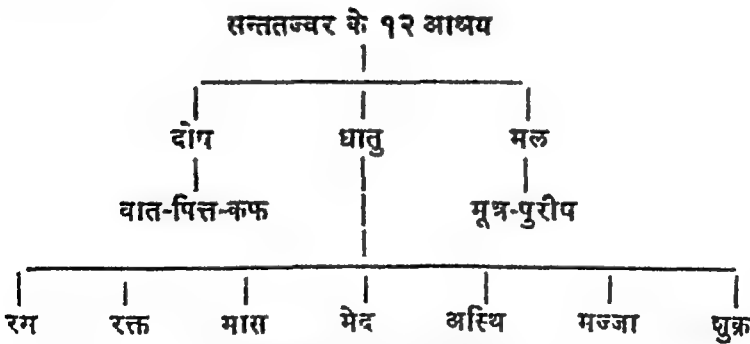 सन्ततज्वर के १२ आश्रय
दोष धातु मल
वात-पित्त-कफ मूत्र-पुरीष
रस रक्त मांस मेद अस्थि मज्जा शुक्र